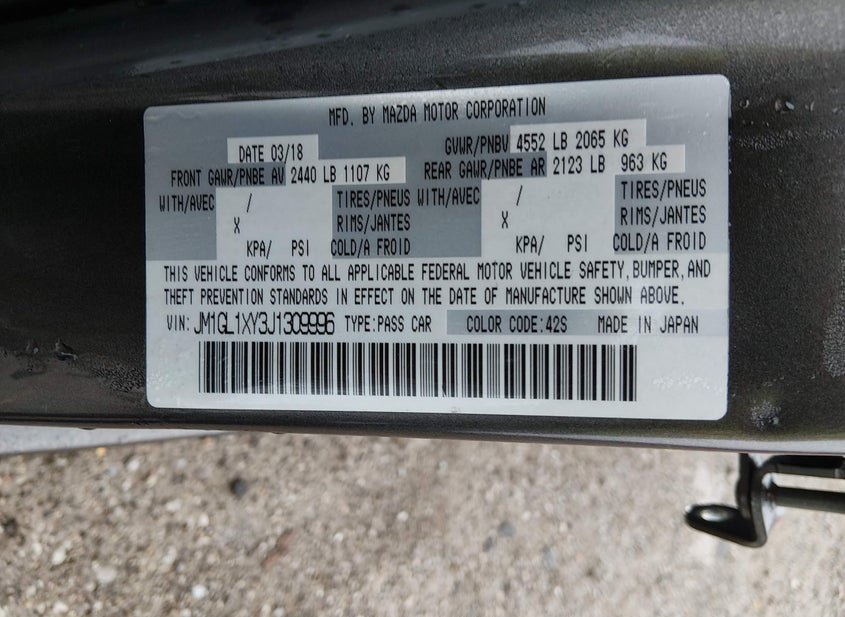 MFD. BY MAZDA MOTOR CORPORATION
DATE 03/18 GVWR/PNBV 4552 LB 2065 KG
FRONT GAWR/PNBE AV 2440 LB 1107 KG REAR GAWR/PNBE AR 2123 LB 963 KG
WITH/AVEC / TIRES/PNEUS WITH/AVEC / TIRES/PNEUS
X RIMS/JANTES X RIMS/JANTES
KPA/ PSI COLD/A FROID KPA/ PSI COLD/A FROID
THIS VEHICLE CONFORMS TO ALL APPLICABLE FEDERAL MOTOR VEHICLE SAFETY, BUMPER, AND
THEFT PREVENTION STANDARDS IN EFFECT ON THE DATE OF MANUFACTURE SHOWN ABOVE.
VIN: JM1GL1XY3J1309996 TYPE:PASS CAR COLOR CODE:42S MADE IN JAPAN